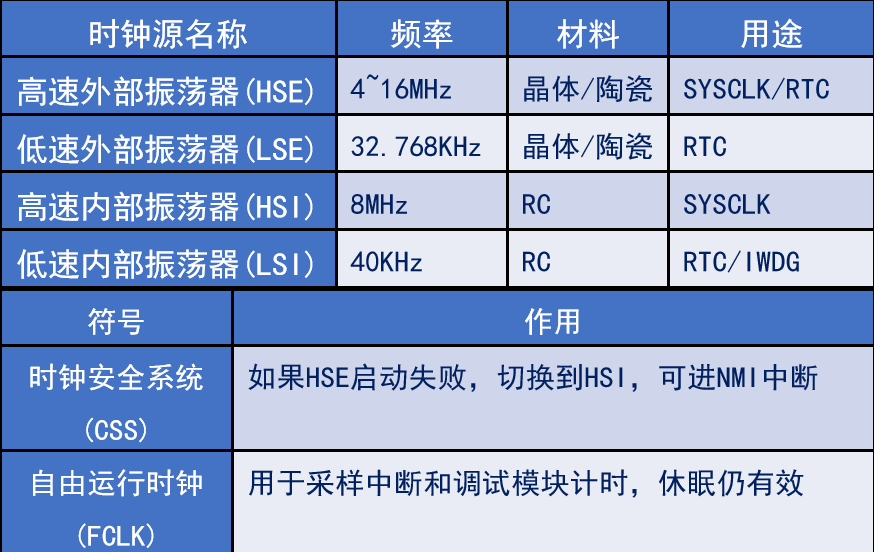 时钟源名称 频率 材料 用途
高速外部振荡器(HSE) 4~16MHz 晶体/陶瓷 SYSCLK/RTC
低速外部振荡器(LSE) 32.768KHz 晶体/陶瓷 RTC
高速内部振荡器(HSI) 8MHz RC SYSCLK
低速内部振荡器(LSI) 40KHz RC RTC/IWDG
符号 作用
时钟安全系统 如果HSE启动失败，切换到HSI，可进NMI中断
(CSS)
自由运行时钟 用于采样中断和调试模块计时，休眠仍有效
(FCLK)